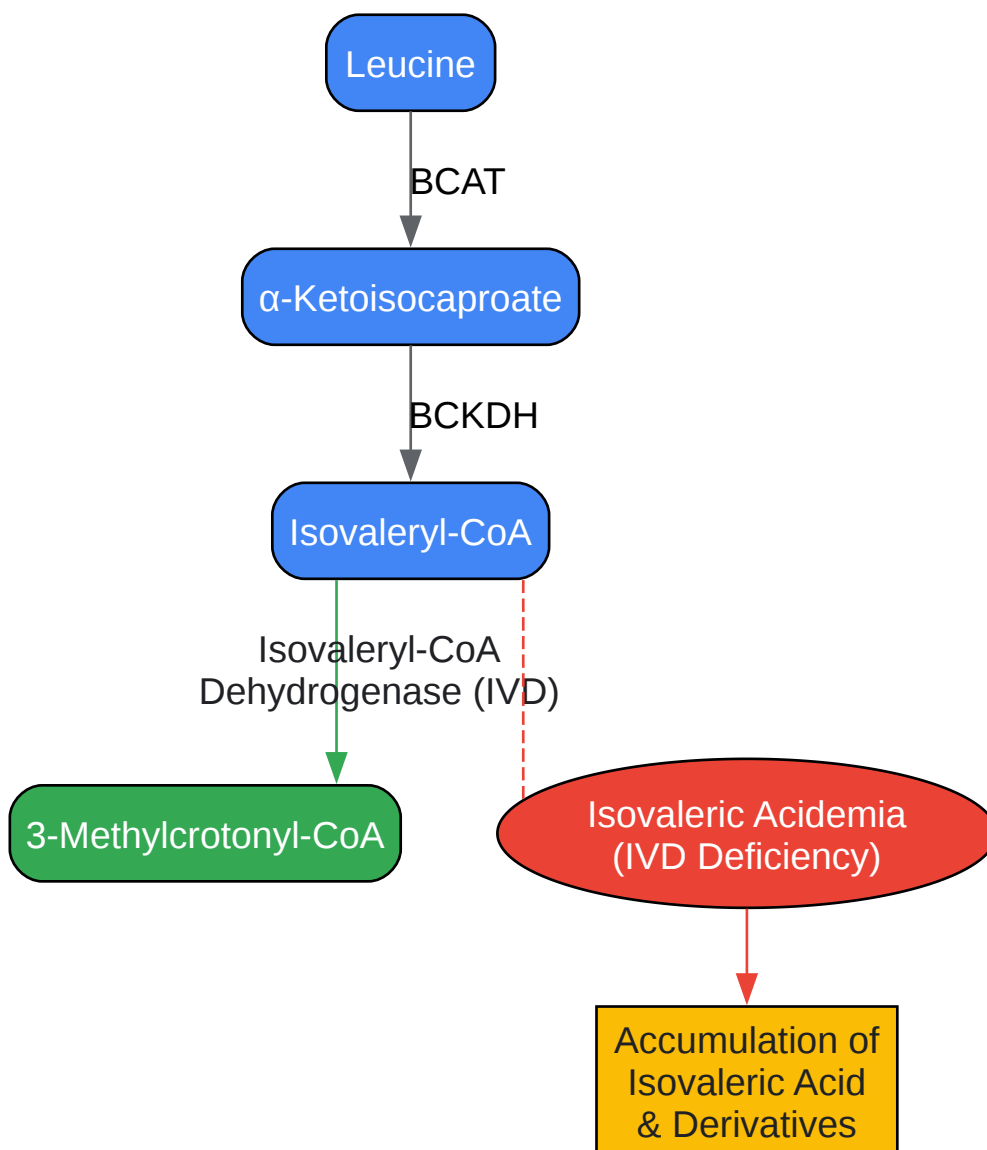 Leucine
BCAT
α-Ketoisocaproate
BCKDH
Isovaleryl-CoA
Isovaleryl-CoA
Dehydrogenase (IVD)
3-Methylcrotonyl-CoA
Isovaleric Acidemia
(IVD Deficiency)
Accumulation of
Isovaleric Acid
& Derivatives